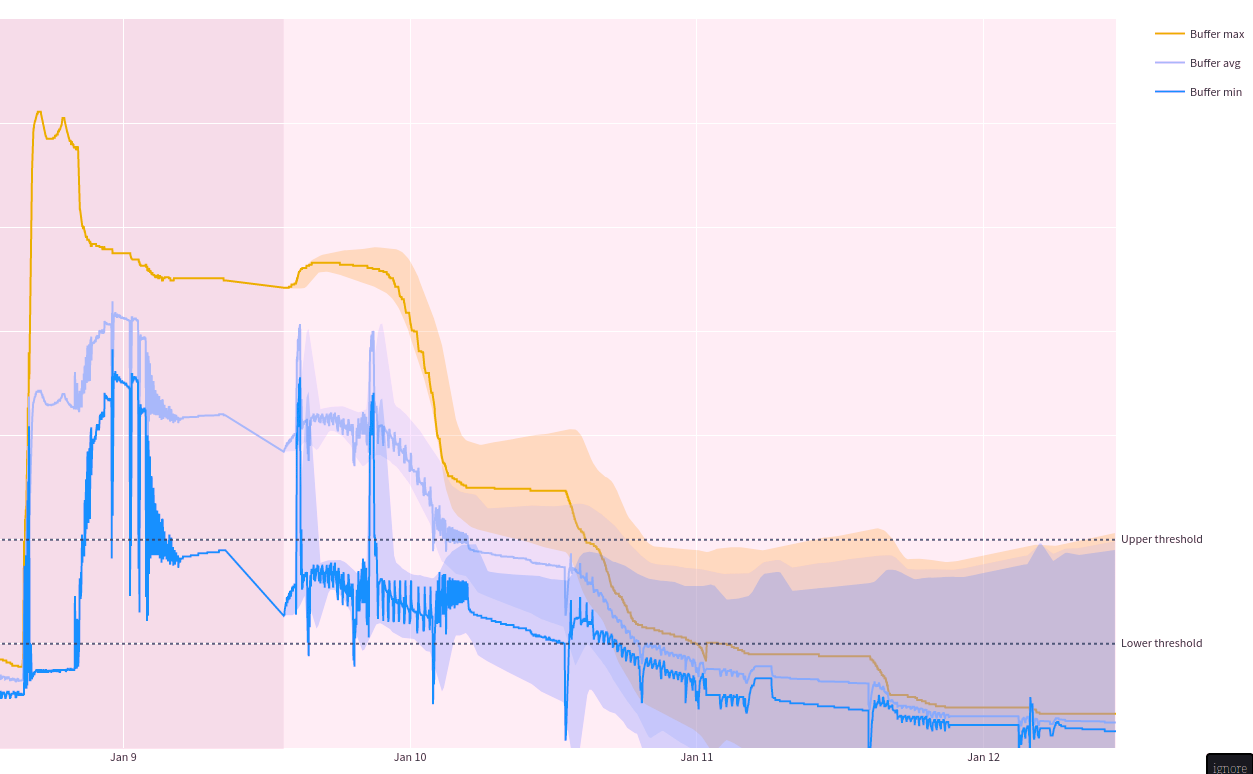 Buffer max
Buffer avg
Buffer min
Upper threshold
Lower threshold
Jan 9
Jan 10
Jan 11
Jan 12
ignore